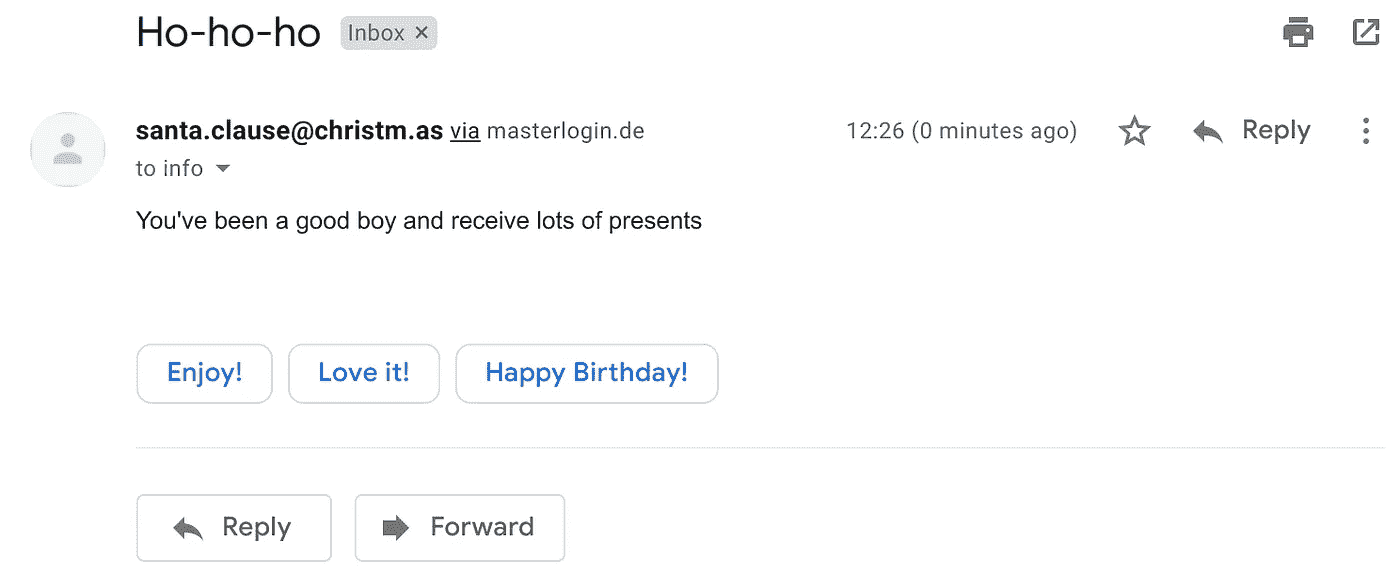 Ho-ho-ho Inbox ×
santa.clause@christm.as via masterlogin.de 12:26 (0 minutes ago) Reply
to info
You've been a good boy and receive lots of presents
Enjoy! Love it! Happy Birthday!
Reply Forward